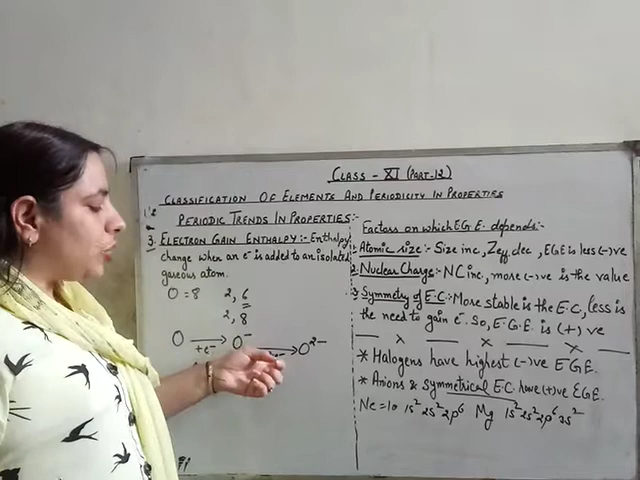 CLASS - XI (PART-12)
CLASSIFICATION OF ELEMENTS AND PERIODICITY IN PROPERTIES
PERIODIC TRENDS IN PROPERTIES:-
3. ELECTRON GAIN ENTHALPY:- Enthalpy
change when an e⁻ is added to an isolated
gaseous atom.
O = 8 2, 6
2, 8
O +e⁻ → O⁻ → O²⁻
Factors on which E.G.E. depends:-
1. Atomic size:- Size inc, Zeff dec, EGE is less (-)ve
2. Nuclear Charge:- NC inc., more (-)ve is the value
3. Symmetry of E.C:- More stable is the E.C, less is
the need to gain e⁻. So, E.G.E. is (+)ve
— x — x — x —
* Halogens have highest (-)ve E.G.E.
* Anions & symmetrical E.C. have (+)ve E.G.E.
Ne=10 1s² 2s² 2p⁶ Mg 1s² 2s² 2p⁶ 3s²